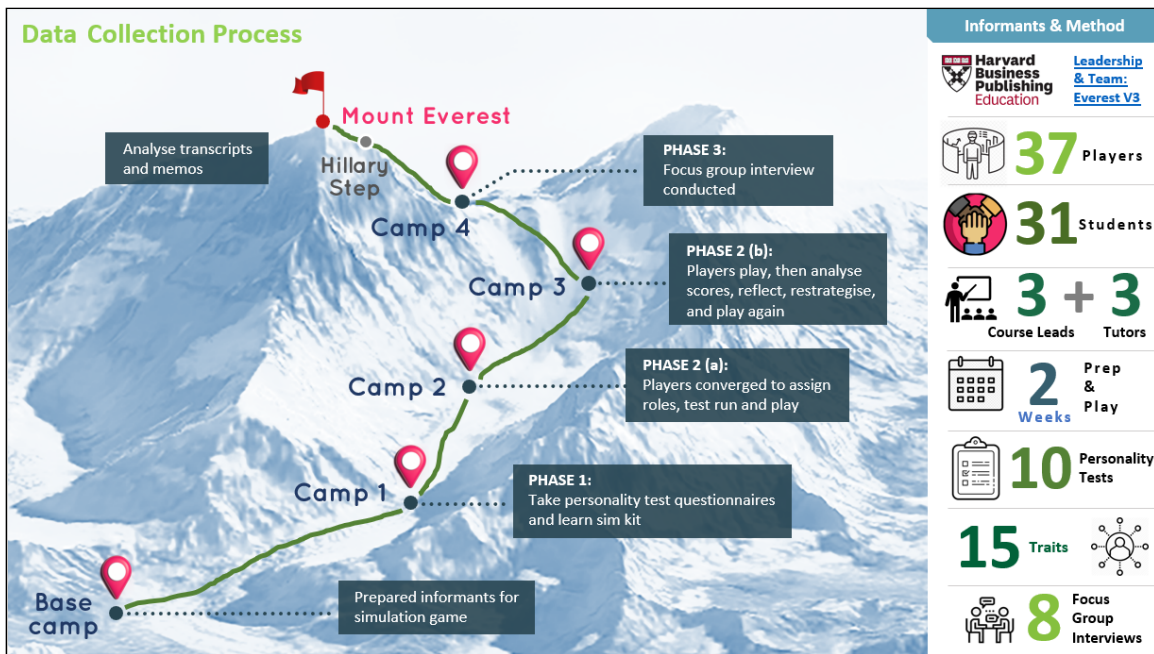 Data Collection Process
Mount Everest
Hillary
Step
Analyse transcripts
and memos
Camp 4
PHASE 3:
Focus group interview
conducted
Camp 3
PHASE 2 (b):
Players play, then analyse
scores, reflect, restrategise,
and play again
Camp 2
PHASE 2 (a):
Players converged to assign
roles, test run and play
Camp 1
PHASE 1:
Take personality test questionnaires
and learn sim kit
Base
camp
Prepared informants for
simulation game
Informants & Method
Harvard
Business
Publishing
Education
Leadership
& Team:
Everest V3
37 Players
31 Students
3 + 3
Course Leads Tutors
2
Weeks
Prep
&
Play
10
Personality
Tests
15 Traits
8
Focus
Group
Interviews